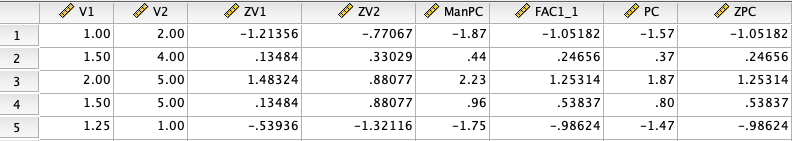 V1 V2 ZV1 ZV2 ManPC FAC1_1 PC ZPC
1 1.00 2.00 -1.21356 -.77067 -1.87 -1.05182 -1.57 -1.05182
2 1.50 4.00 .13484 .33029 .44 .24656 .37 .24656
3 2.00 5.00 1.48324 .88077 2.23 1.25314 1.87 1.25314
4 1.50 5.00 .13484 .88077 .96 .53837 .80 .53837
5 1.25 1.00 -.53936 -1.32116 -1.75 -.98624 -1.47 -.98624